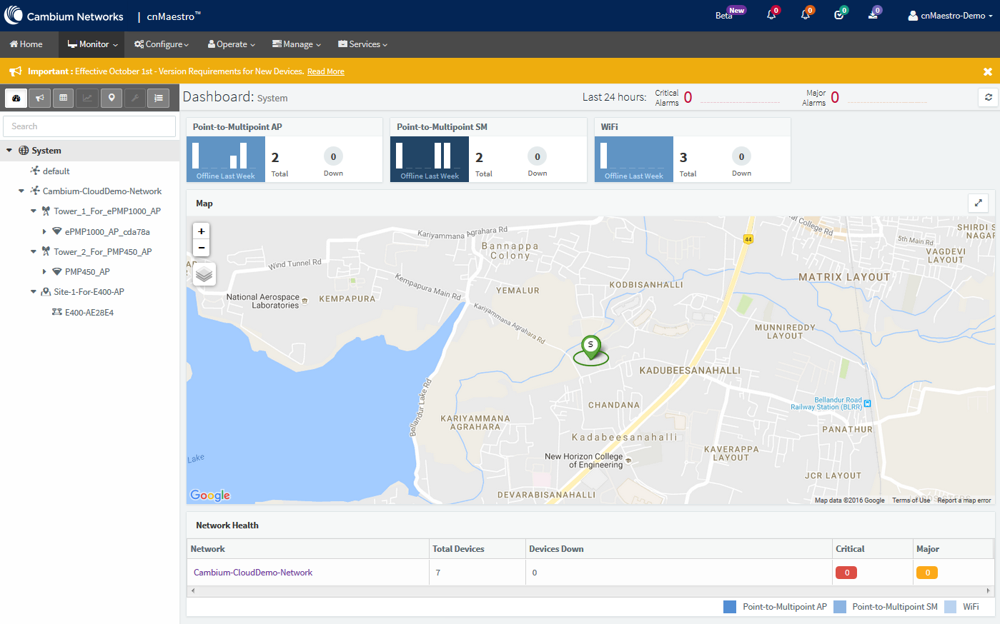 Cambium Networks | cnMaestro™
Beta New 0 0 0 0 cnMaestro-Demo
Home Monitor Configure Operate Manage Services
Important : Effective October 1st - Version Requirements for New Devices. Read More
Dashboard: System
Last 24 hours: Critical Alarms 0 Major Alarms 0
Search
System
default
Cambium-CloudDemo-Network
Tower_1_For_ePMP1000_AP
ePMP1000_AP_cda78a
Tower_2_For_PMP450_AP
PMP450_AP
Site-1-For-E400-AP
E400-AE28E4
Point-to-Multipoint AP
Offline Last Week
2 Total
0 Down
Point-to-Multipoint SM
Offline Last Week
2 Total
0 Down
WiFi
Offline Last Week
3 Total
0 Down
Map
+
−
Kariyammana Agrahara Rd
Bannappa
Colony
Wind Tunnel Rd
Kempapura Main Rd
National Aerospace
Laboratories
KEMPAPURA
YEMALUR
KODBISANHALLI
Kariyammana Agrahara Rd
44
College Rd
5th Main Rd
SHIRDI S
NAGAR
VAGDEVI
LAYOUT
MATRIX LAYOUT
MUNNIREDDY
LAYOUT
S
KADUBEESANAHALLI
Bellandur Lake Rd
CHANDANA
KARIYAMMANA
AGRAHARA
Kadabeesanahalli
Bellandur Road
Railway Station (BLRR)
PANATHUR
New Horizon College
of Engineering
KAVERAPPA
LAYOUT
JCR LAYOUT
Lake
DEVARABISANAHALLI
Google
Map data ©2016 Google Terms of Use Report a map error
Network Health
Network Total Devices Devices Down Critical Major
Cambium-CloudDemo-Network 7 0 0 0
Point-to-Multipoint AP Point-to-Multipoint SM WiFi